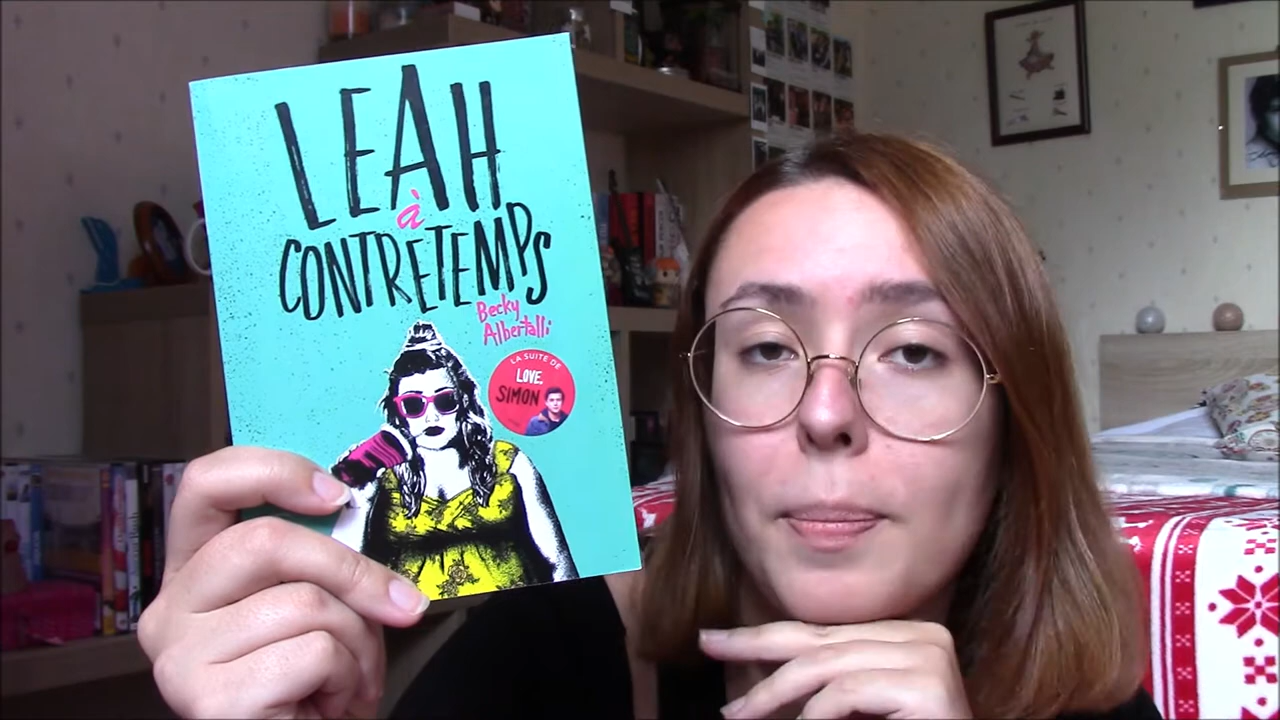 LEAH
à
CONTRETEMPS
Becky
Albertalli
LA SUITE DE
LOVE,
SIMON